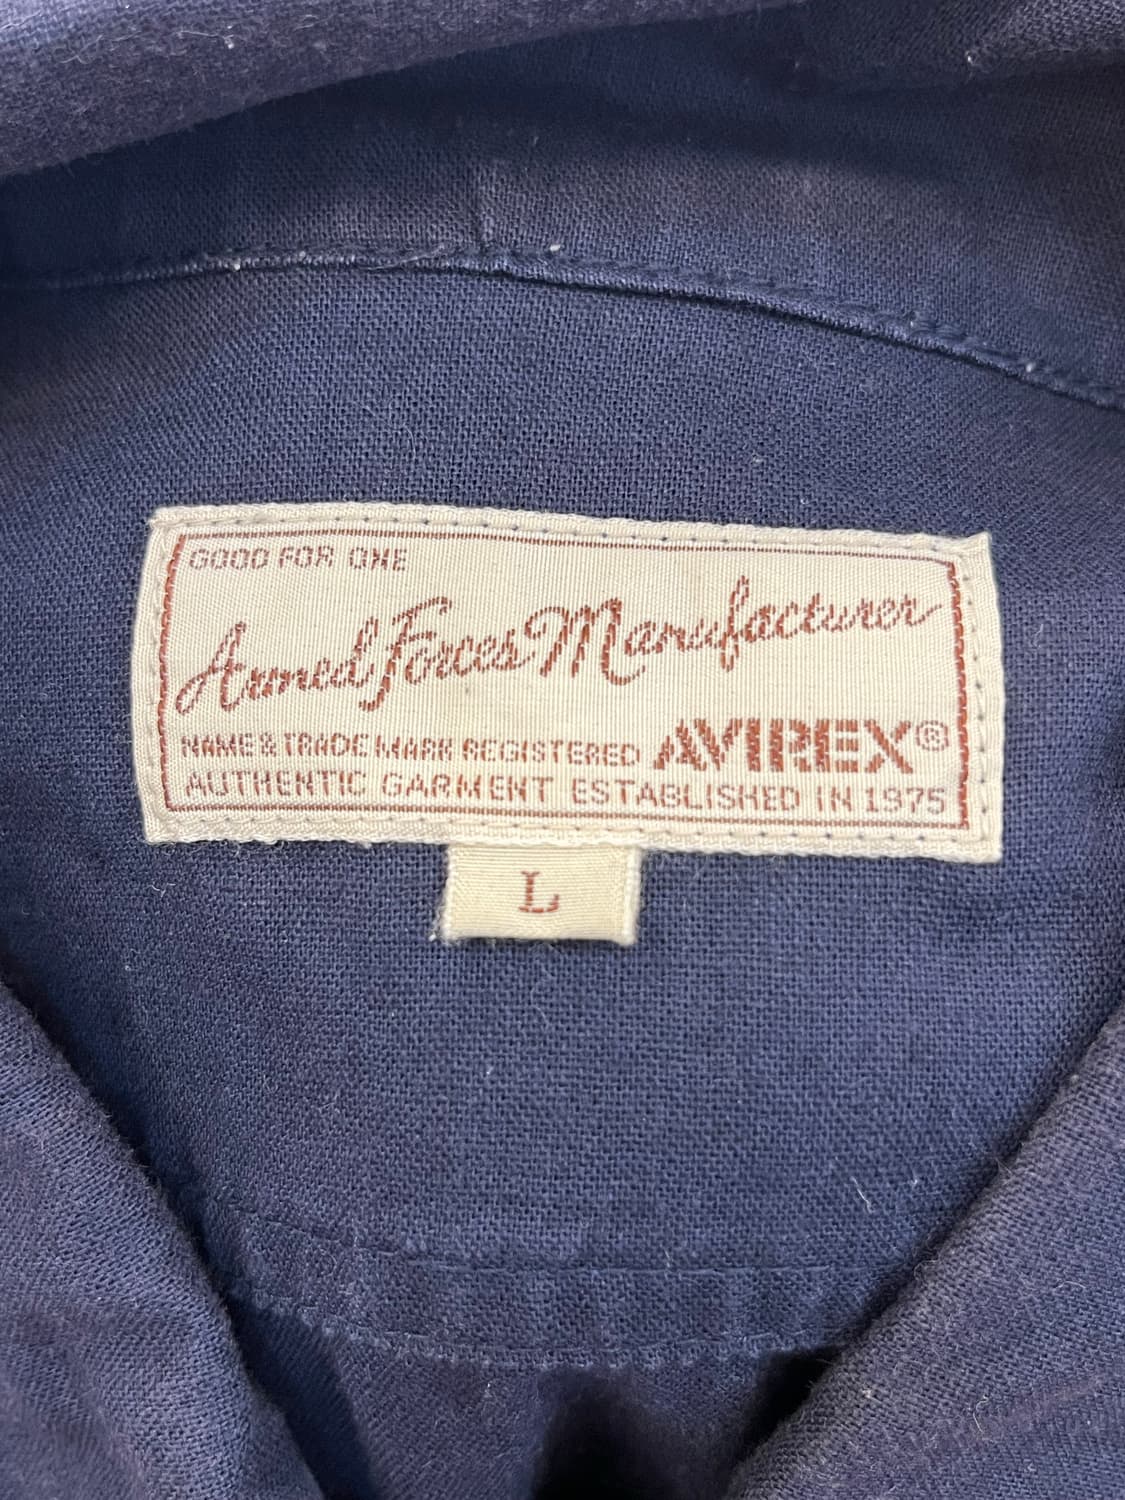 GOOD FOR ONE
Armed Forces Manufacturer
NAME & TRADE MARK REGISTERED AVIREX®
AUTHENTIC GARMENT ESTABLISHED IN 1975
L